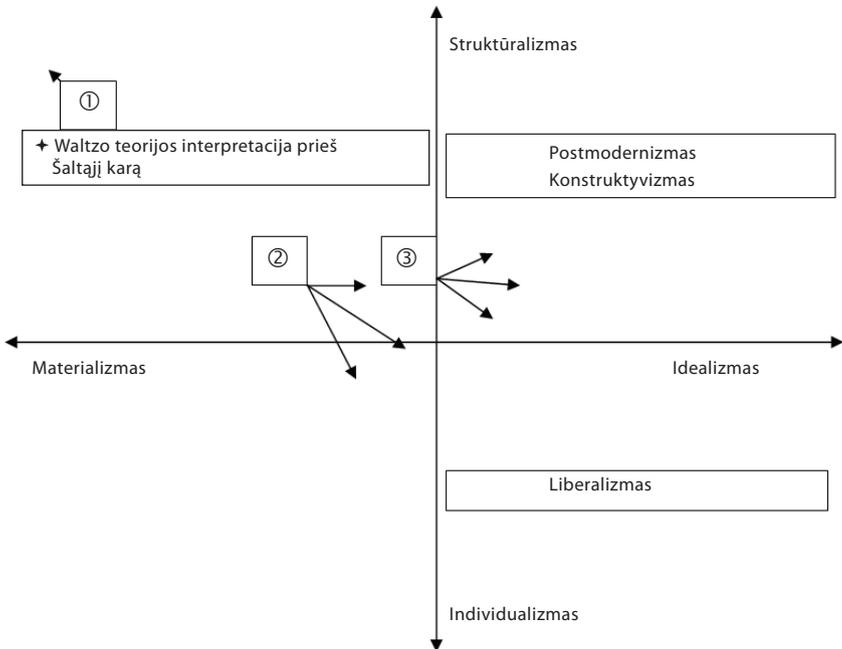 Struktūralizmas
①
Waltzo teorijos interpretacija prieš
Šaltąjį karą
Postmodernizmas
Konstruktyvizmas
②
③
Materializmas
Idealizmas
Liberalizmas
Individualizmas